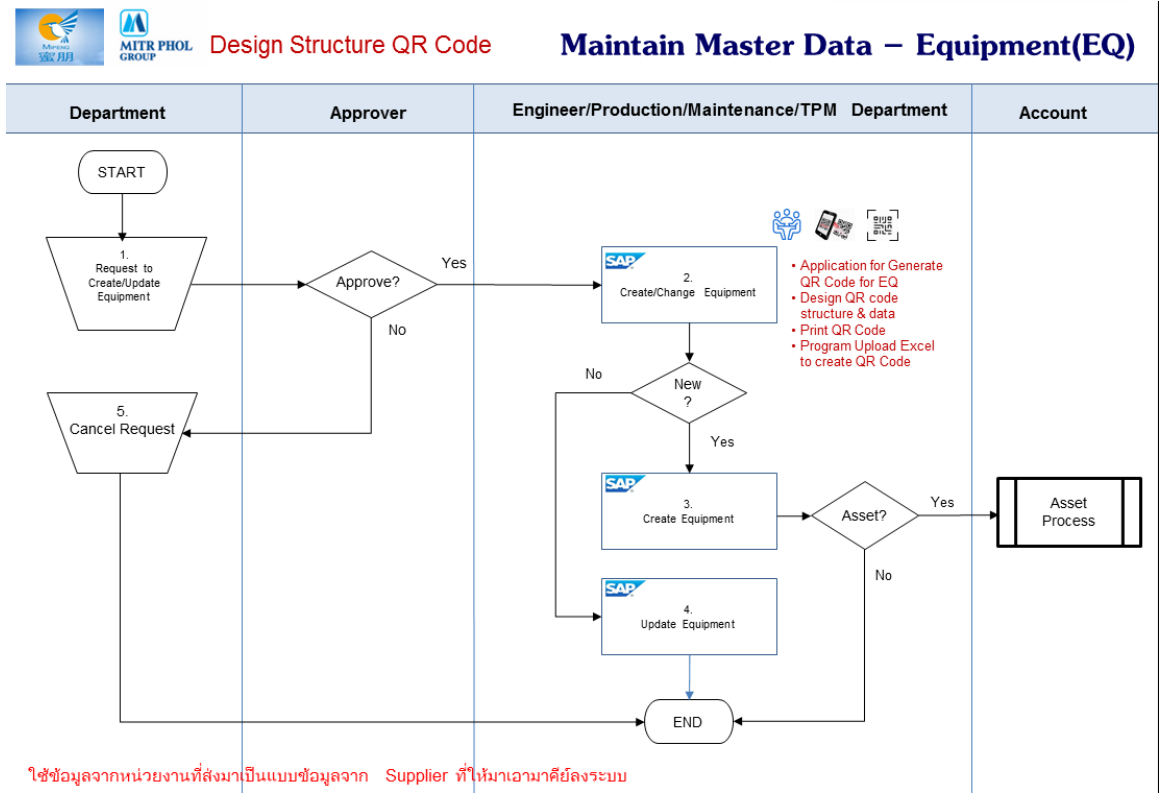 MIPENG
蜜朋
MITR PHOL
GROUP
Design Structure QR Code
Maintain Master Data – Equipment(EQ)
Department
Approver
Engineer/Production/Maintenance/TPM Department
Account
START
1.
Request to
Create/Update
Equipment
Approve?
Yes
No
SAP
2.
Create/Change Equipment
• Application for Generate
QR Code for EQ
• Design QR code
structure & data
• Print QR Code
• Program Upload Excel
to create QR Code
5.
Cancel Request
No
New
?
Yes
SAP
3.
Create Equipment
Asset?
Yes
Asset
Process
No
SAP
4.
Update Equipment
END
ใช้ข้อมูลจากหน่วยงานที่ส่งมาเป็นแบบข้อมูลจาก Supplier ที่ให้มาเอามาคีย์ลงระบบ